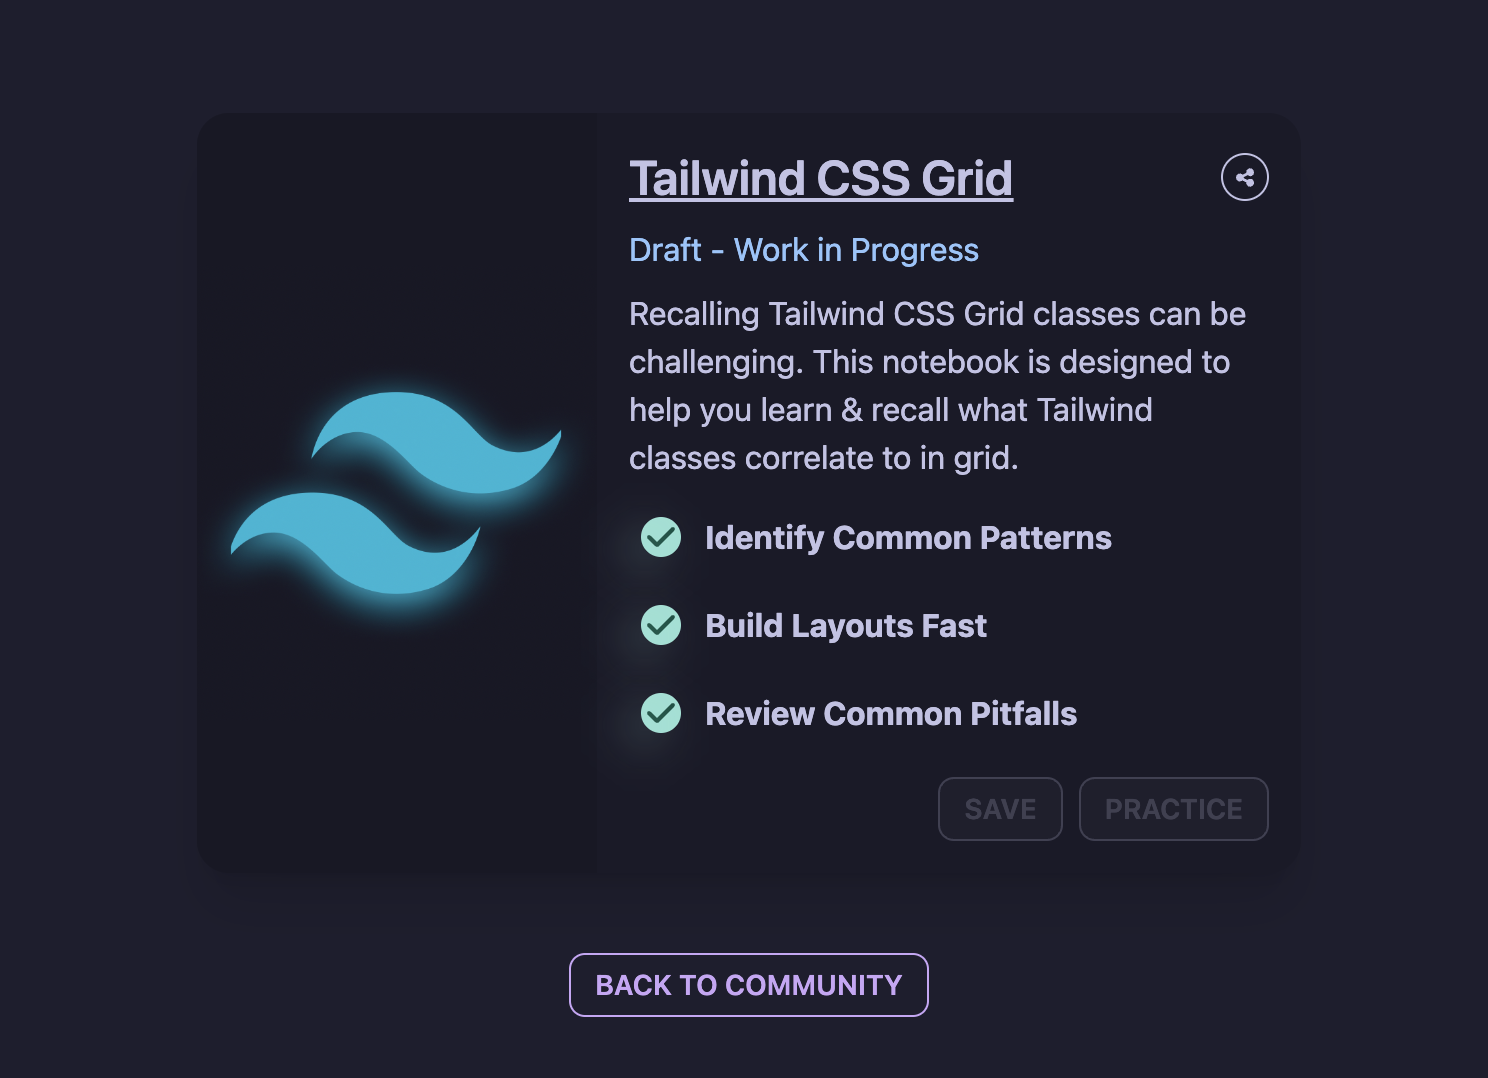 Tailwind CSS Grid
Draft - Work in Progress
Recalling Tailwind CSS Grid classes can be
challenging. This notebook is designed to
help you learn & recall what Tailwind
classes correlate to in grid.
Identify Common Patterns
Build Layouts Fast
Review Common Pitfalls
SAVE
PRACTICE
BACK TO COMMUNITY